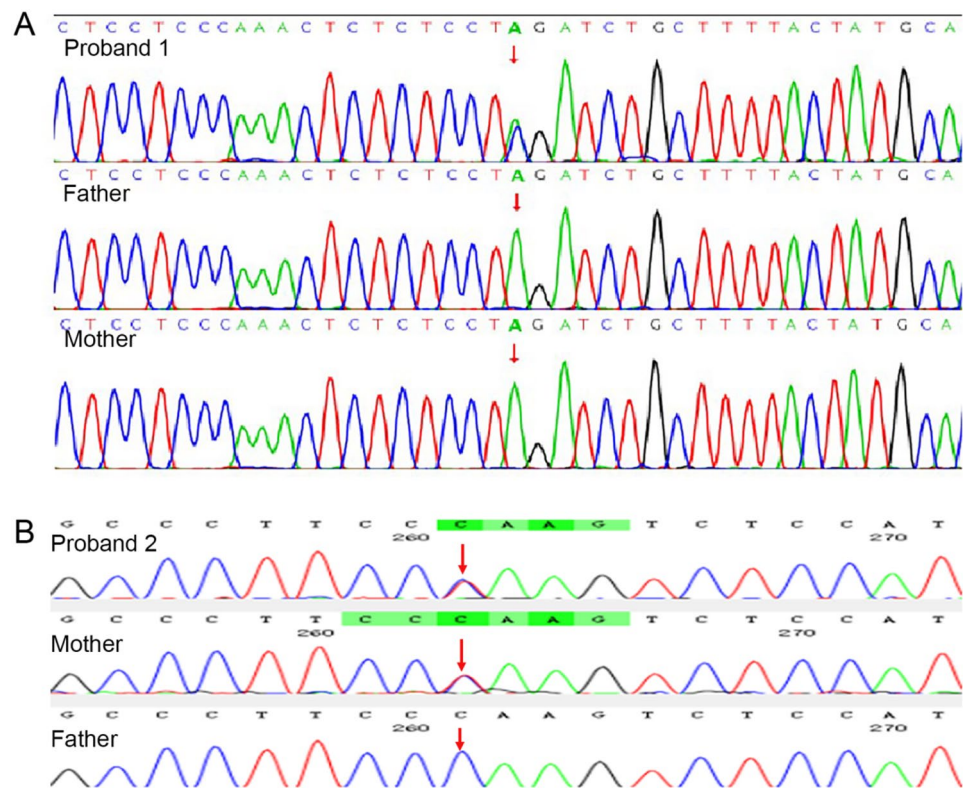 A
C T C C T C C C A A A C T C T C T C C T A G A T C T G C T T T T A C T A T G C A
Proband 1
C T C C T C C C A A A C T C T C T C C T A G A T C T G C T T T T A C T A T G C A
Father
C T C C T C C C A A A C T C T C T C C T A G A T C T G C T T T T A C T A T G C A
Mother
B
G C C C T T C C C A A G T C T C C A T
260 270
Proband 2
G C C C T T C C C A A G T C T C C A T
260 270
Mother
G C C C T T C C C A A G T C T C C A T
260 270
Father